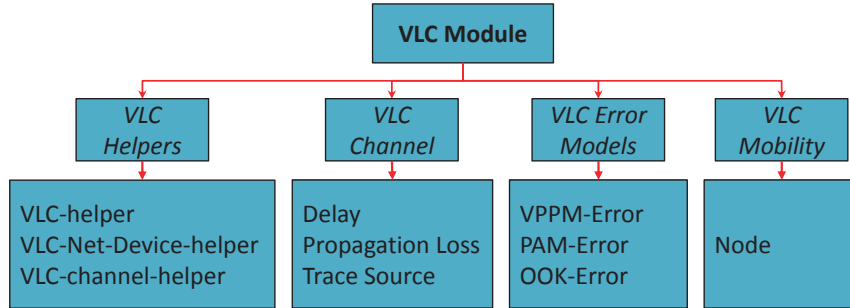 VLC Module
VLC
Helpers
VLC
Channel
VLC Error
Models
VLC
Mobility
VLC-helper
VLC-Net-Device-helper
VLC-channel-helper
Delay
Propagation Loss
Trace Source
VPPM-Error
PAM-Error
OOK-Error
Node